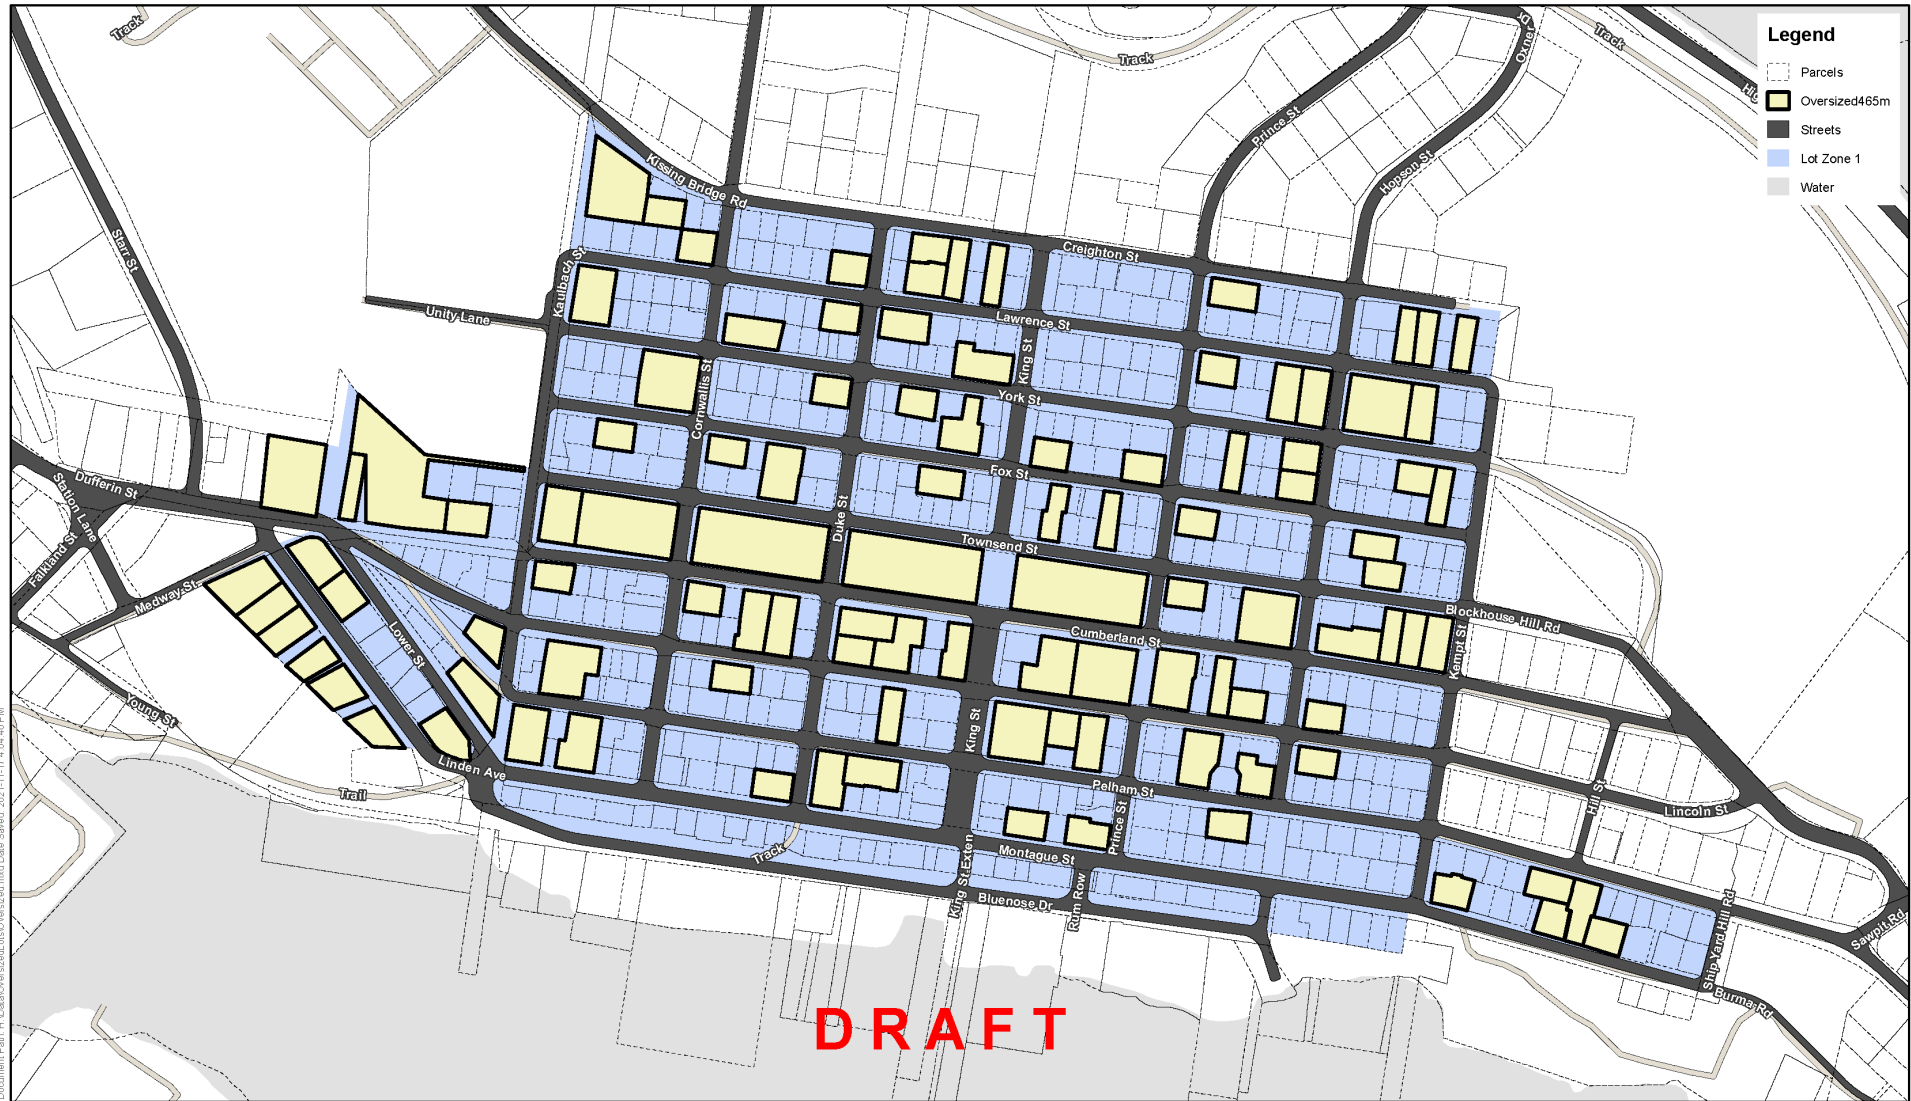 Track
Track
Oxner Dr
Track
Legend
Parcels
Oversized465m
Streets
Lot Zone 1
Water
Prince St
Hopson St
Kissing Bridge Rd
Creighton St
Starr St
Kaulbach St
Unity Lane
Lawrence St
King St
York St
Cornwallis St
Fox St
Dufferin St
Station Lane
Duke St
Townsend St
Falkland St
Medway St
Blockhouse Hill Rd
Cumberland St
Kempt St
Lower St
Young St
King St
Linden Ave
Trail
Pelham St
Hill St
Lincoln St
Prince St
Track
Montague St
King St Exten
Bluenose Dr
Rum Row
Ship Yard Hill Rd
Sawpit Rd
Burma Rd
DRAFT